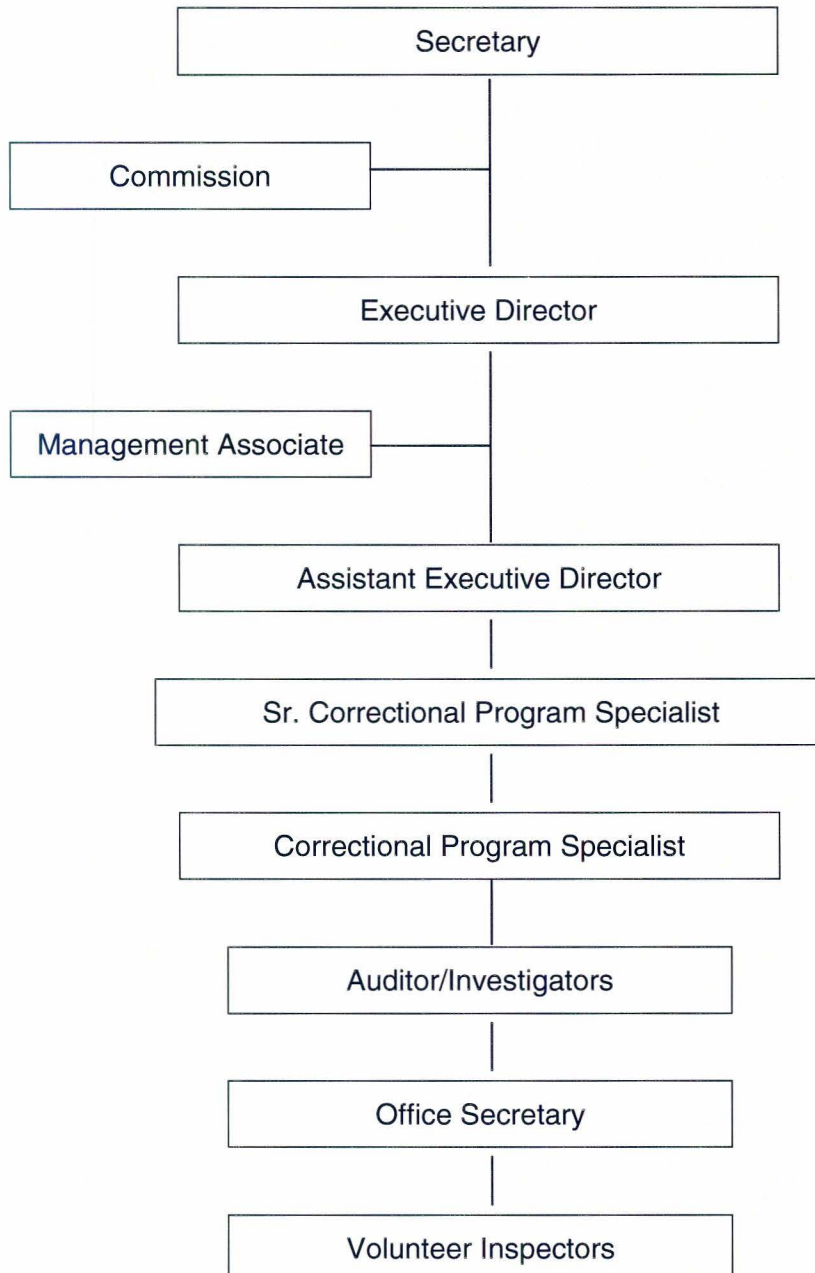 Secretary
Commission
Executive Director
Management Associate
Assistant Executive Director
Sr. Correctional Program Specialist
Correctional Program Specialist
Auditor/Investigators
Office Secretary
Volunteer Inspectors